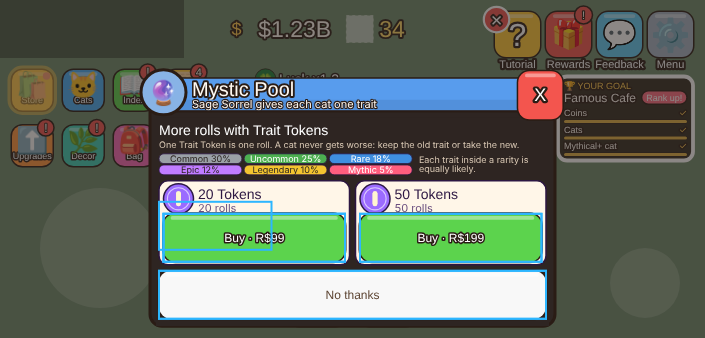 $ $1.23B 34
?
!
Tutorial Rewards Feedback Menu
Mystic Pool
Sage Sorrel gives each cat one trait
X
Store Cats
4
Upgrades Decor Bag
YOUR GOAL
Famous Cafe Rank up!
Coins
Cats
Mythical+ cat
More rolls with Trait Tokens
One Trait Token is one roll. A cat never gets worse: keep the old trait or take the new.
Common 30% Uncommon 25% Rare 18%
Epic 12% Legendary 10% Mythic 5%
Each trait inside a rarity is
equally likely.
20 Tokens
20 rolls
Buy · R$99
50 Tokens
50 rolls
Buy · R$199
No thanks